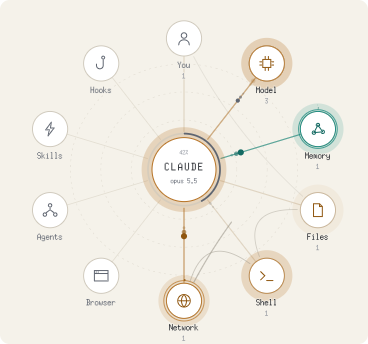 You
1
Hooks
Model
3
Skills
Memory
1
423
CLAUDE
opus 5.5
Agents
Files
1
Browser
Shell
1
Network
1